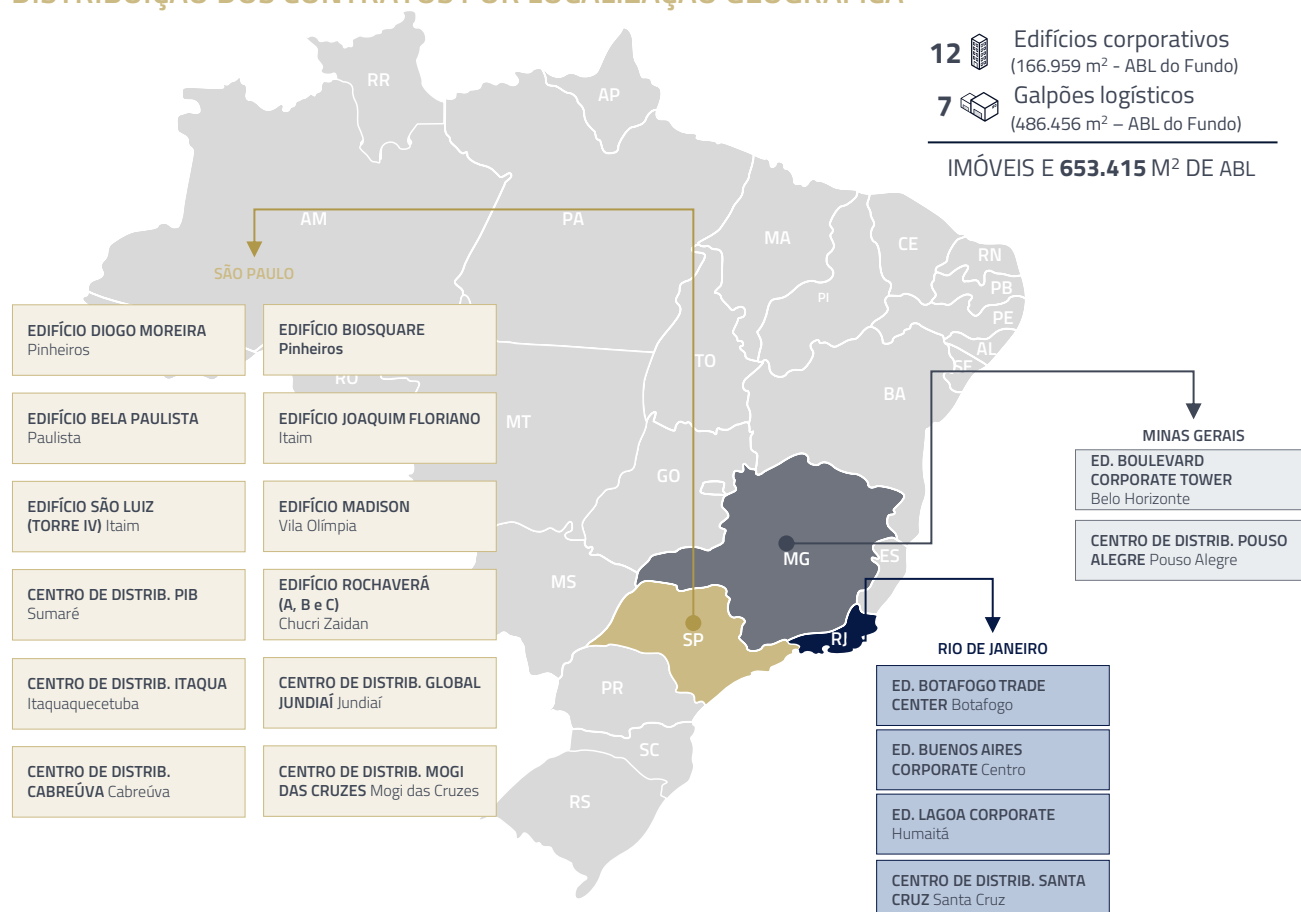 DISTRIBUIÇÃO DOS CONTRATOS POR LOCALIZAÇÃO GEOGRÁFICA
12
Edifícios corporativos
(166.959 m² - ABL do Fundo)
7
Galpões logísticos
(486.456 m² – ABL do Fundo)
IMÓVEIS E 653.415 M² DE ABL
RR
AP
AM
PA
MA
CE
RN
PB
PI
PE
AL
SE
TO
BA
RO
MT
GO
MG
ES
MS
SP
RJ
PR
SC
RS
SÃO PAULO
EDIFÍCIO DIOGO MOREIRA
Pinheiros
EDIFÍCIO BIOSQUARE
Pinheiros
EDIFÍCIO BELA PAULISTA
Paulista
EDIFÍCIO JOAQUIM FLORIANO
Itaim
EDIFÍCIO SÃO LUIZ
(TORRE IV) Itaim
EDIFÍCIO MADISON
Vila Olímpia
CENTRO DE DISTRIB. PIB
Sumaré
EDIFÍCIO ROCHAVERÁ
(A, B e C)
Chucri Zaidan
CENTRO DE DISTRIB. ITAQUA
Itaquaquecetuba
CENTRO DE DISTRIB. GLOBAL
JUNDIAÍ Jundiaí
CENTRO DE DISTRIB.
CABREÚVA Cabreúva
CENTRO DE DISTRIB. MOGI
DAS CRUZES Mogi das Cruzes
MINAS GERAIS
ED. BOULEVARD
CORPORATE TOWER
Belo Horizonte
CENTRO DE DISTRIB. POUSO
ALEGRE Pouso Alegre
RIO DE JANEIRO
ED. BOTAFOGO TRADE
CENTER Botafogo
ED. BUENOS AIRES
CORPORATE Centro
ED. LAGOA CORPORATE
Humaitá
CENTRO DE DISTRIB. SANTA
CRUZ Santa Cruz